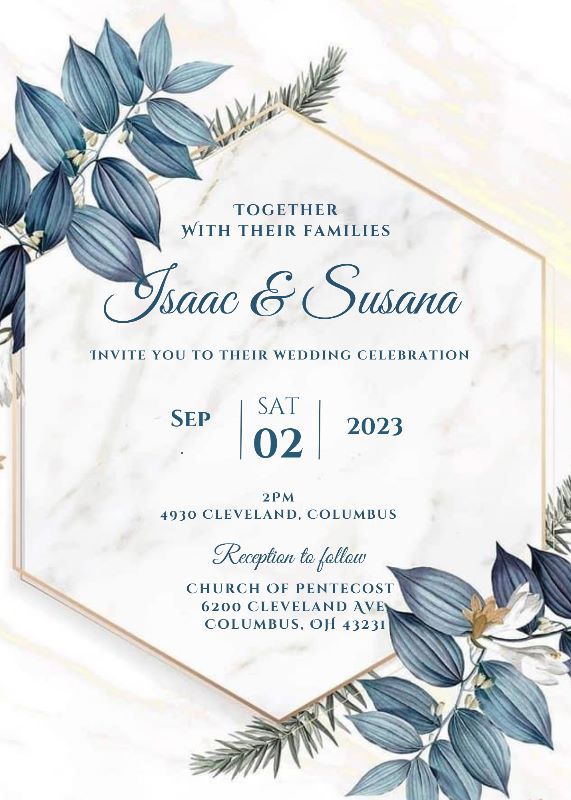 Together
With their families
Isaac & Susana
Invite you to their wedding celebration
Sep
SAT
02
2023
2PM
4930 Cleveland, Columbus
Reception to follow
Church of Pentecost
6200 Cleveland Ave
Columbus, OH 43231